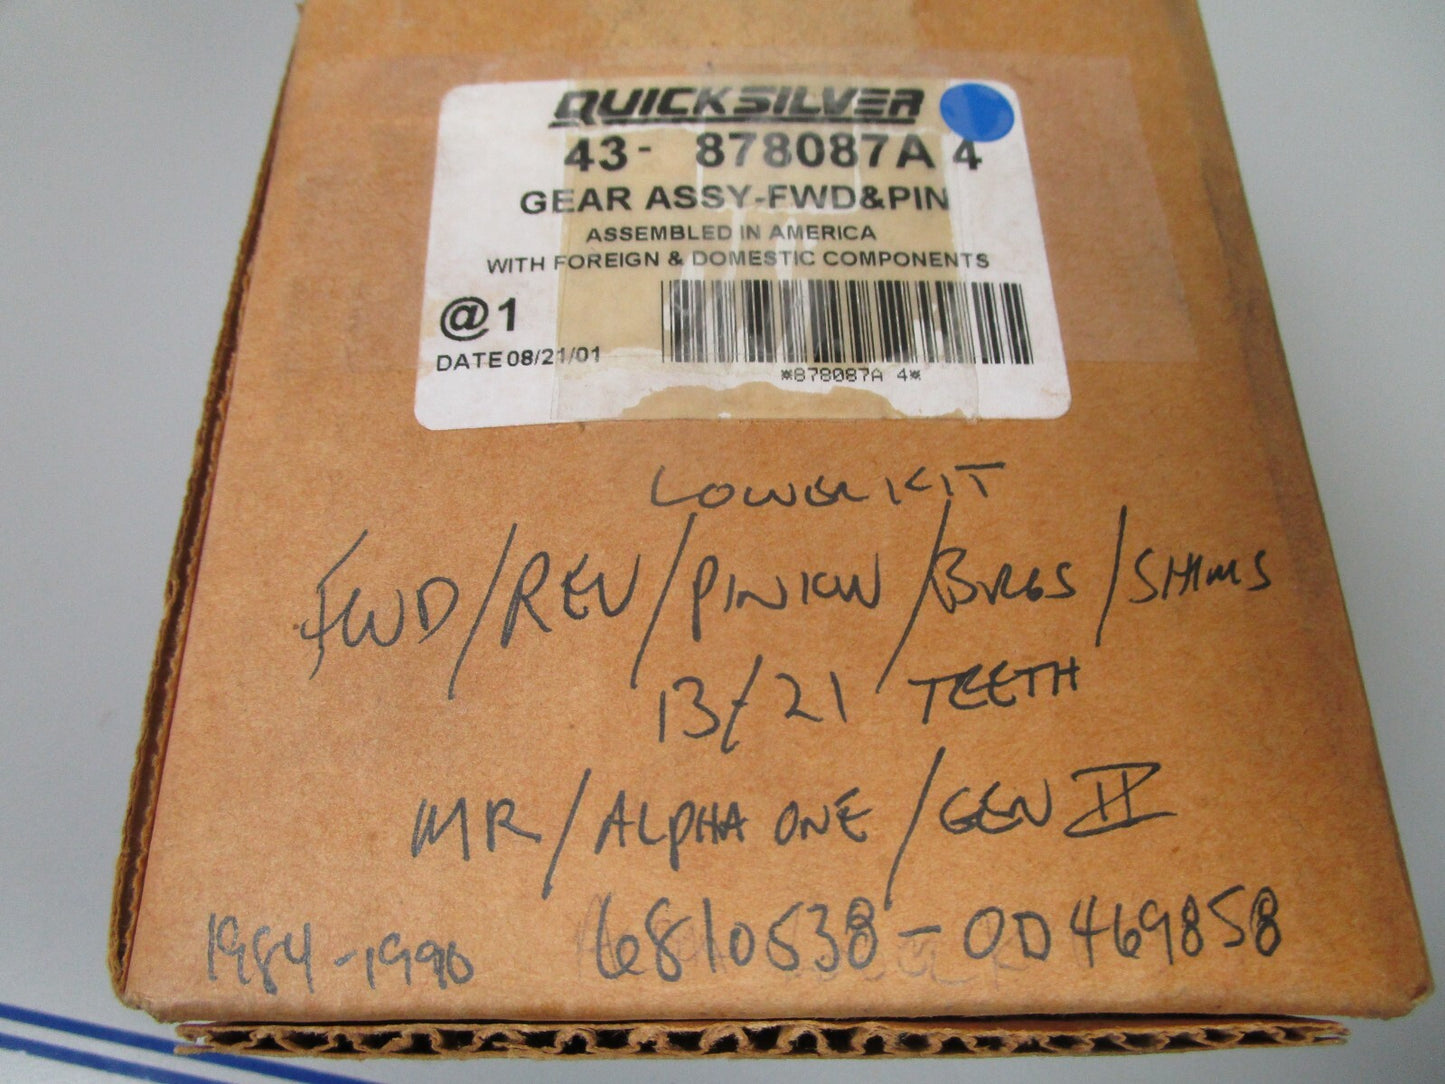 QUICKSILVER
43- 878087A 4
GEAR ASSY-FWD&PIN
ASSEMBLED IN AMERICA
WITH FOREIGN & DOMESTIC COMPONENTS
@1
DATE 08/21/01
*878087A 4*
LOWER KIT
FWD/REV/PINION/BRGS/SHIMS
13/21 TEETH
MR/ALPHA ONE/GEN II
1984-1990 6810538-0D469858